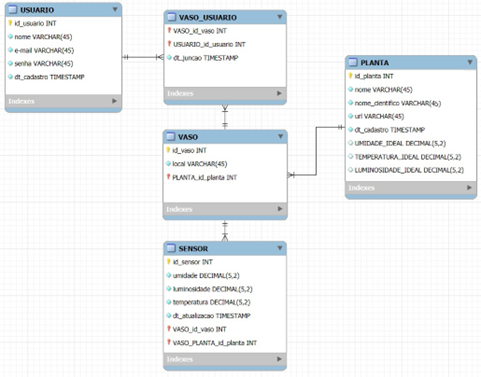 USUARIO
id_usuario INT
nome VARCHAR(45)
e-mail VARCHAR(45)
senha VARCHAR(45)
dt_cadastro TIMESTAMP
Indexes
VASO_USUARIO
VASO_id_vaso INT
USUARIO_id_usuario INT
dt_juncao TIMESTAMP
Indexes
PLANTA
id_planta INT
nome VARCHAR(45)
nome_cientifico VARCHAR(45)
url VARCHAR(45)
dt_cadastro TIMESTAMP
UMIDADE_IDEAL DECIMAL(5,2)
TEMPERATURA_IDEAL DECIMAL(5,2)
LUMINOSIDADE_IDEAL DECIMAL(5,2)
Indexes
VASO
id_vaso INT
local VARCHAR(45)
PLANTA_id_planta INT
Indexes
SENSOR
id_sensor INT
umidade DECIMAL(5,2)
luminosidade DECIMAL(5,2)
temperatura DECIMAL(5,2)
dt_atualizacao TIMESTAMP
VASO_id_vaso INT
VASO_PLANTA_id_planta INT
Indexes